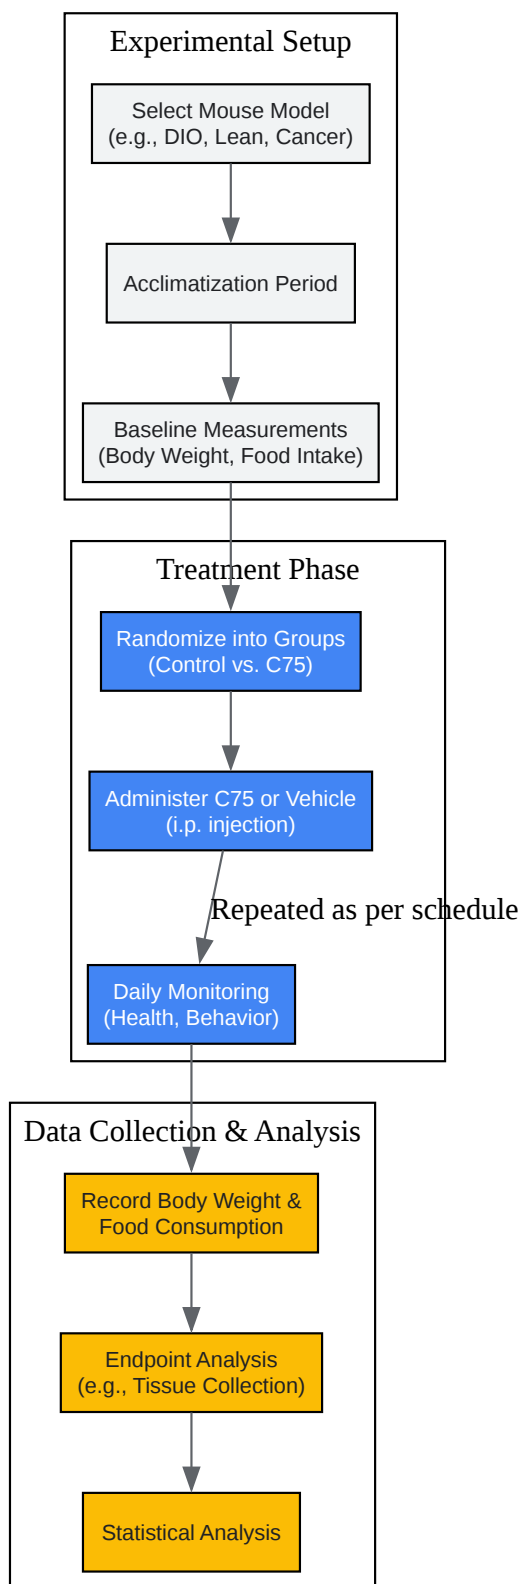 Experimental Setup
Select Mouse Model
(e.g., DIO, Lean, Cancer)
Acclimatization Period
Baseline Measurements
(Body Weight, Food Intake)
Treatment Phase
Randomize into Groups
(Control vs. C75)
Administer C75 or Vehicle
(i.p. injection)
Repeated as per schedule
Daily Monitoring
(Health, Behavior)
Data Collection & Analysis
Record Body Weight &
Food Consumption
Endpoint Analysis
(e.g., Tissue Collection)
Statistical Analysis